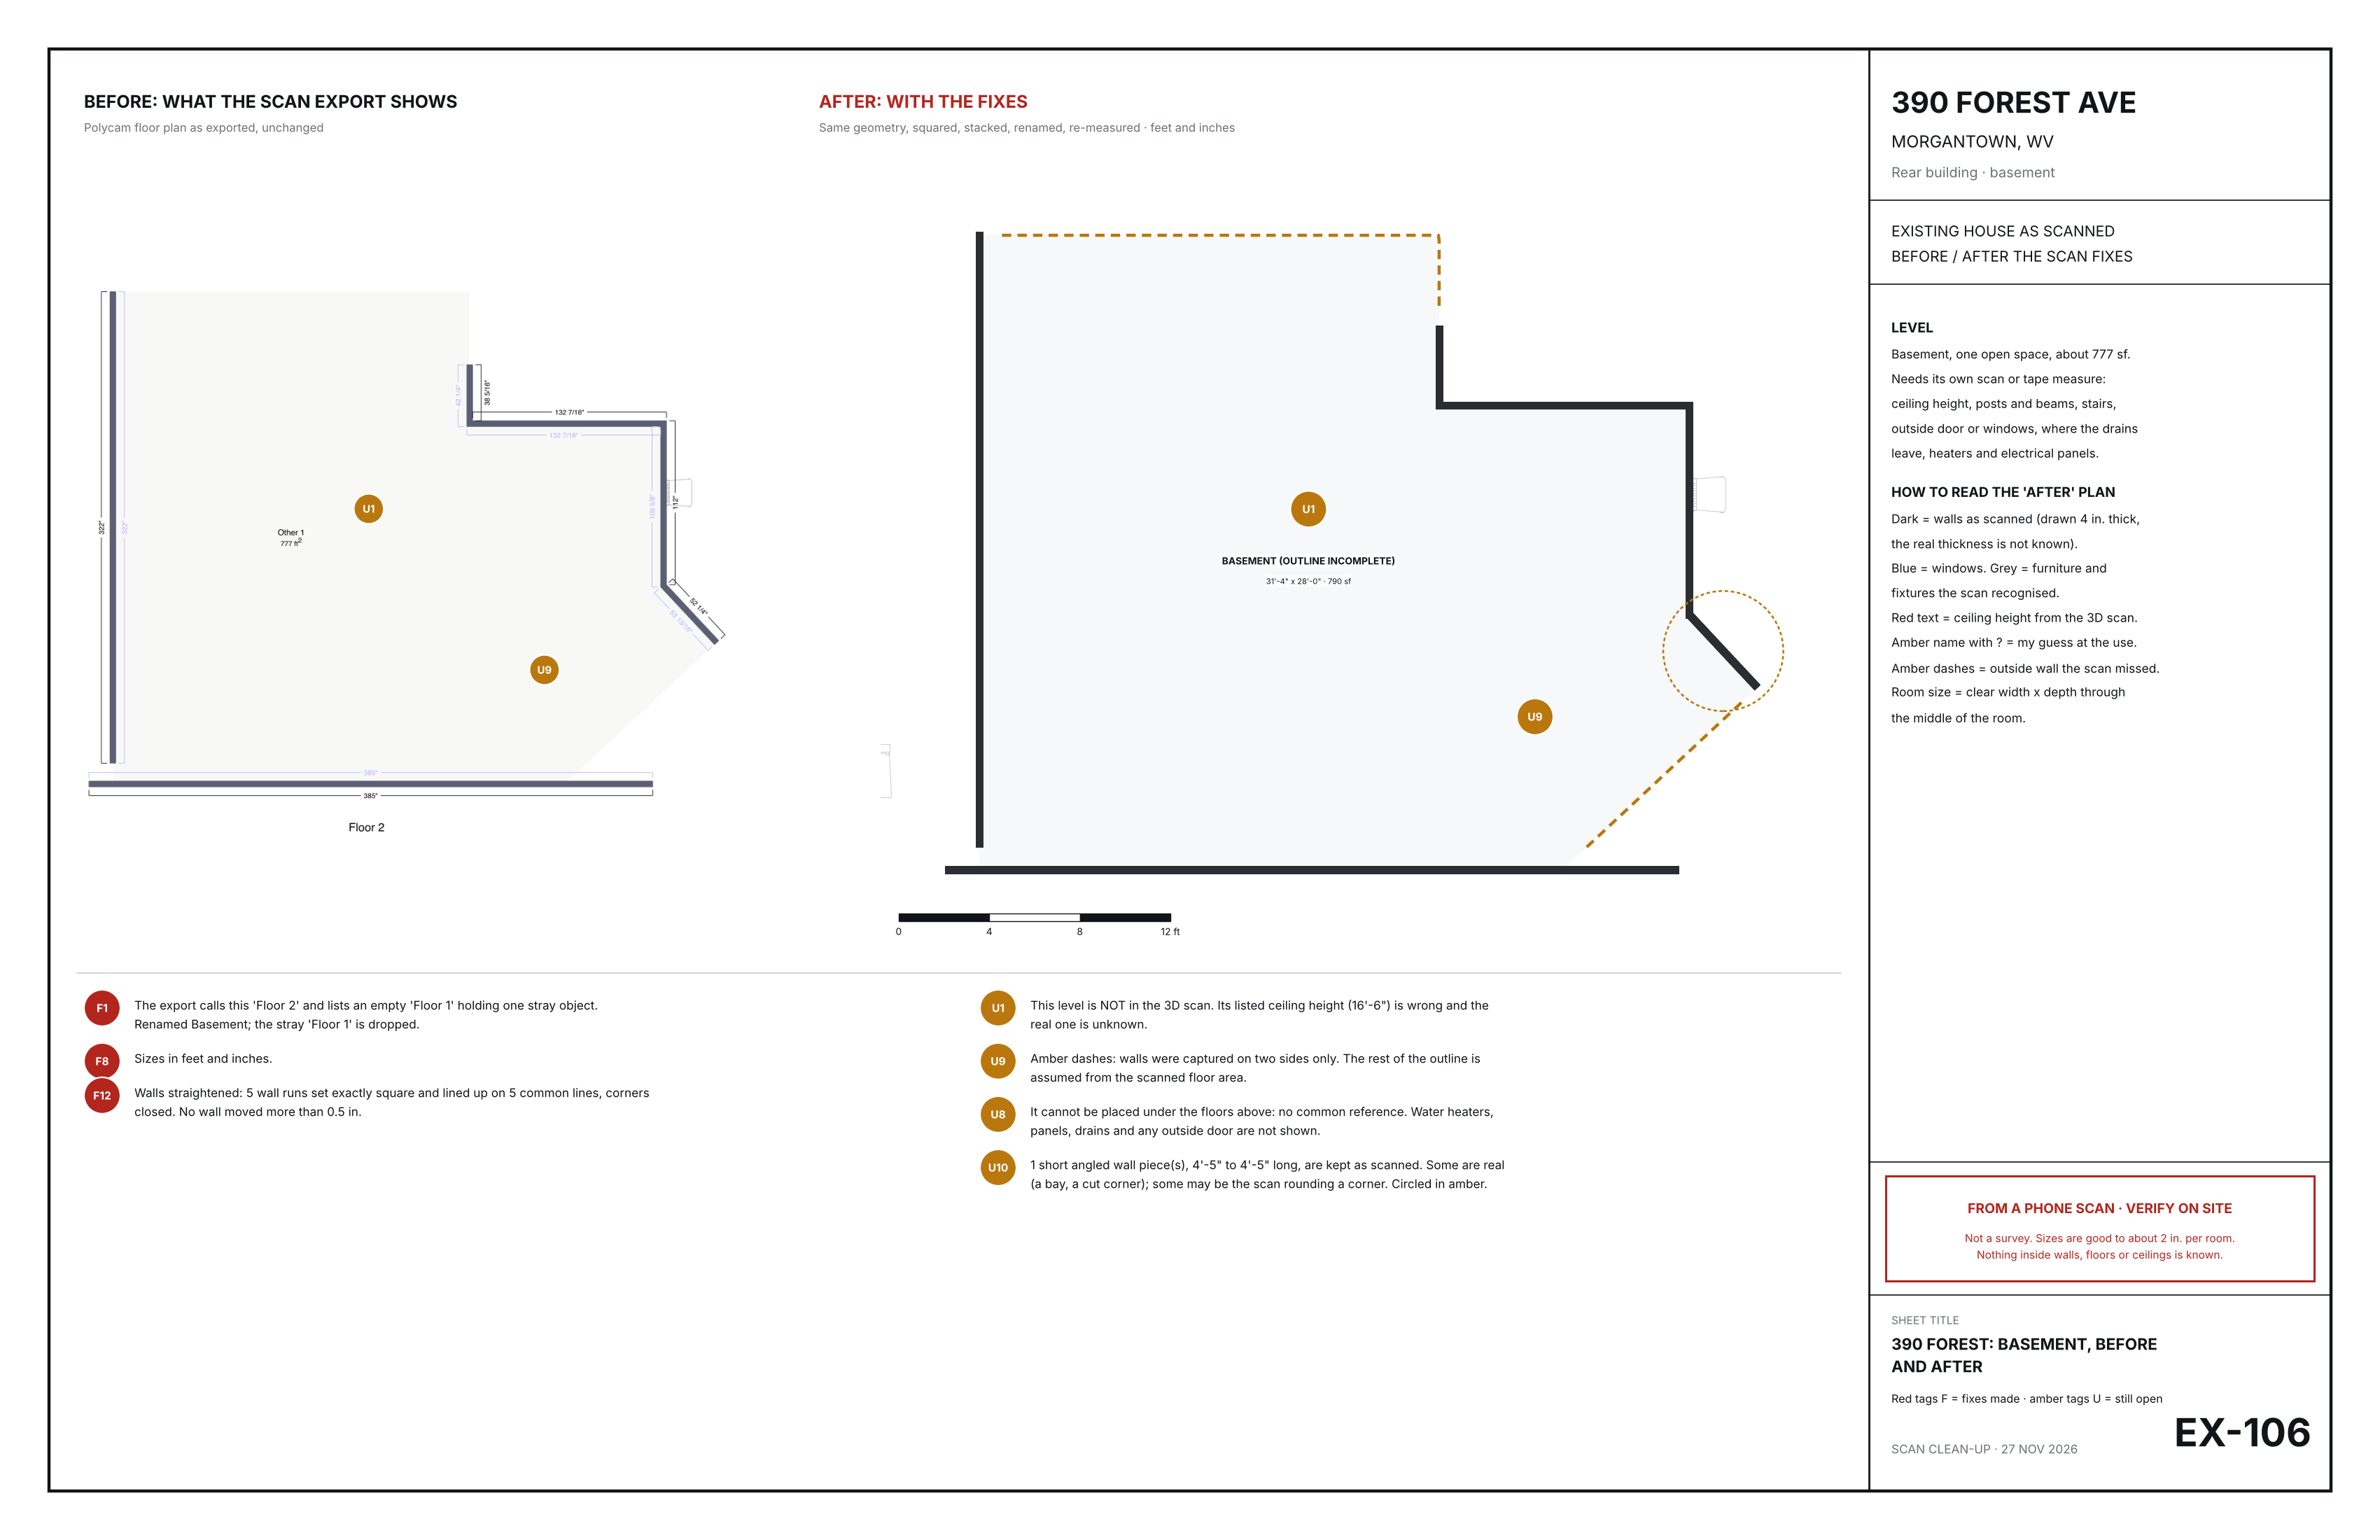 BEFORE: WHAT THE SCAN EXPORT SHOWS
Polycam floor plan as exported, unchanged
322"
322"
42 1/4"
38 5/16"
132 7/16"
132 7/16"
109 5/8"
112"
52 1/4"
53 13/16"
U1
Other 1
777 ft2
U9
385"
385"
Floor 2
AFTER: WITH THE FIXES
Same geometry, squared, stacked, renamed, re-measured · feet and inches
U1
BASEMENT (OUTLINE INCOMPLETE)
31'-4" x 28'-0" · 790 sf
U9
0 4 8 12 ft
F1 The export calls this 'Floor 2' and lists an empty 'Floor 1' holding one stray object.
Renamed Basement; the stray 'Floor 1' is dropped.
F8 Sizes in feet and inches.
F12 Walls straightened: 5 wall runs set exactly square and lined up on 5 common lines, corners
closed. No wall moved more than 0.5 in.
U1 This level is NOT in the 3D scan. Its listed ceiling height (16'-6") is wrong and the
real one is unknown.
U9 Amber dashes: walls were captured on two sides only. The rest of the outline is
assumed from the scanned floor area.
U8 It cannot be placed under the floors above: no common reference. Water heaters,
panels, drains and any outside door are not shown.
U10 1 short angled wall piece(s), 4'-5" to 4'-5" long, are kept as scanned. Some are real
(a bay, a cut corner); some may be the scan rounding a corner. Circled in amber.
390 FOREST AVE
MORGANTOWN, WV
Rear building · basement
EXISTING HOUSE AS SCANNED
BEFORE / AFTER THE SCAN FIXES
LEVEL
Basement, one open space, about 777 sf.
Needs its own scan or tape measure:
ceiling height, posts and beams, stairs,
outside door or windows, where the drains
leave, heaters and electrical panels.
HOW TO READ THE 'AFTER' PLAN
Dark = walls as scanned (drawn 4 in. thick,
the real thickness is not known).
Blue = windows. Grey = furniture and
fixtures the scan recognised.
Red text = ceiling height from the 3D scan.
Amber name with ? = my guess at the use.
Amber dashes = outside wall the scan missed.
Room size = clear width x depth through
the middle of the room.
FROM A PHONE SCAN · VERIFY ON SITE
Not a survey. Sizes are good to about 2 in. per room.
Nothing inside walls, floors or ceilings is known.
SHEET TITLE
390 FOREST: BASEMENT, BEFORE
AND AFTER
Red tags F = fixes made · amber tags U = still open
SCAN CLEAN-UP · 27 NOV 2026
EX-106